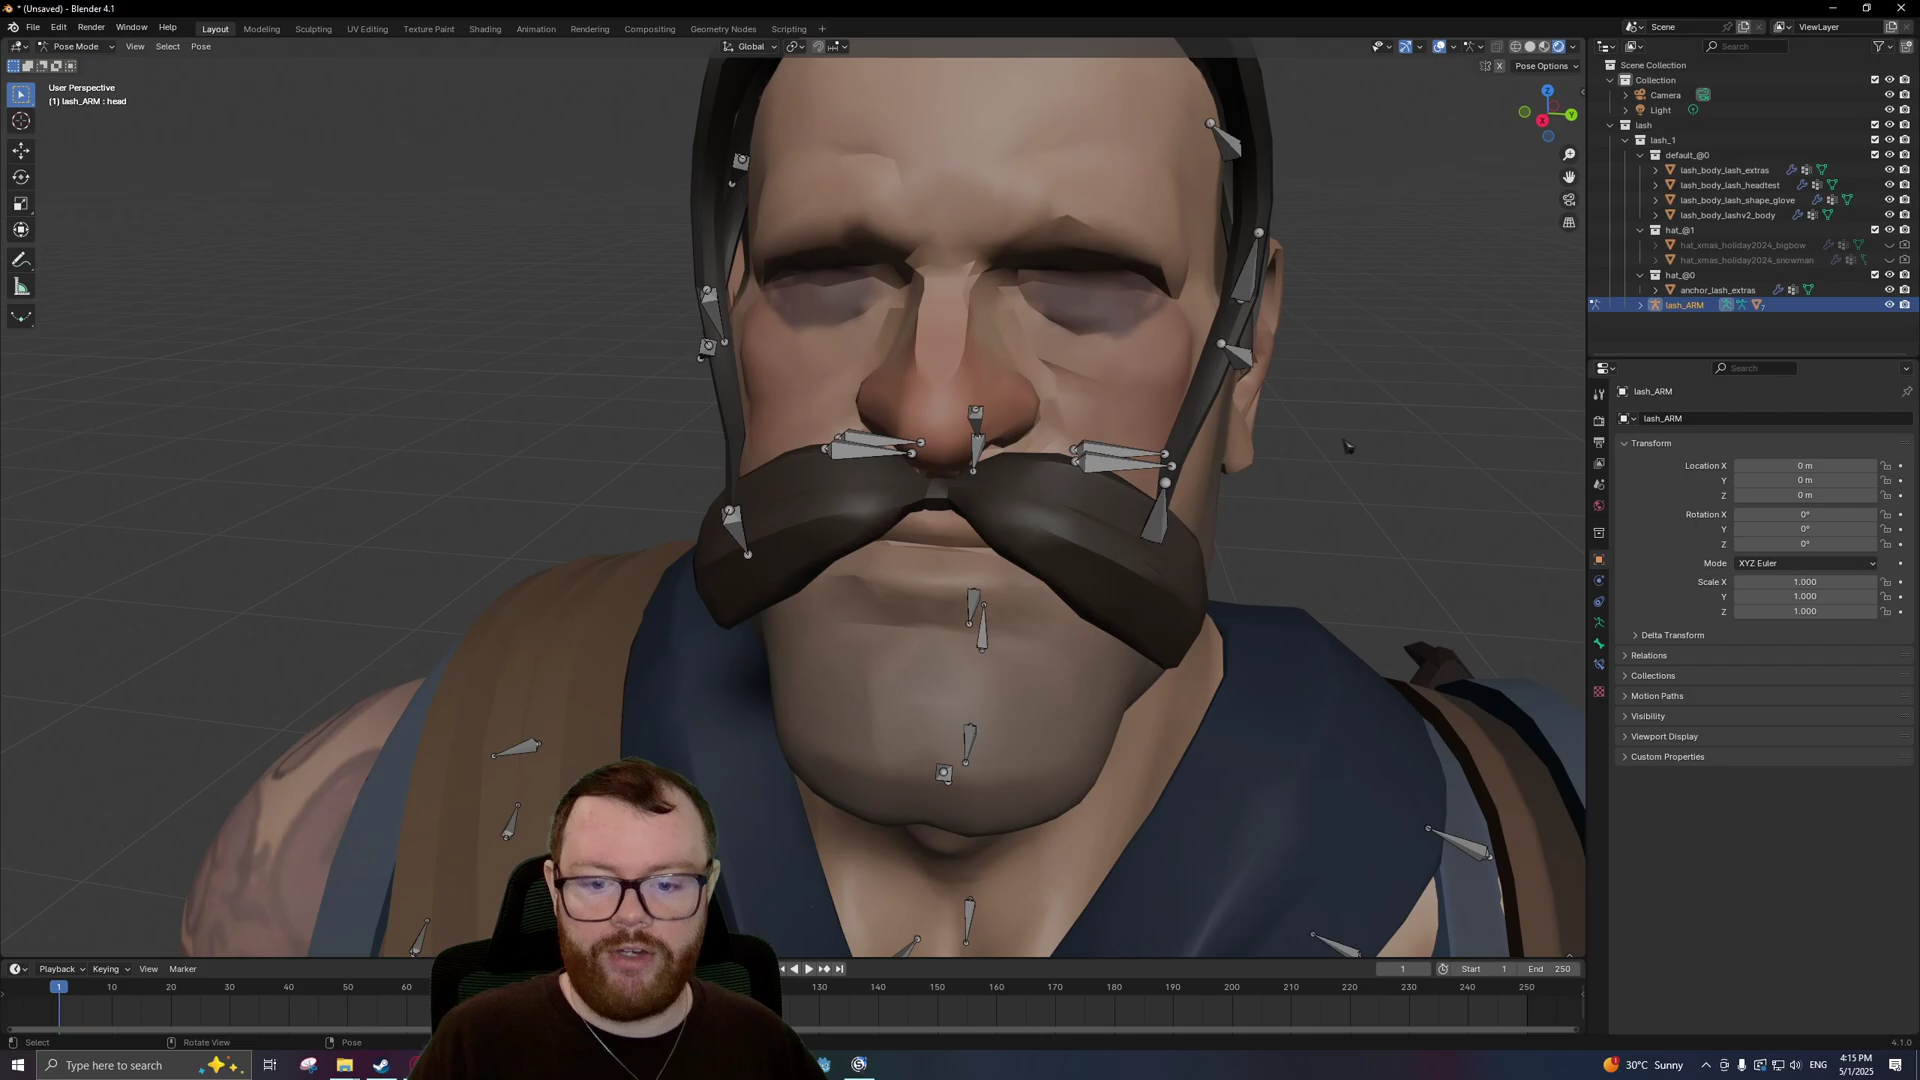 * (Unsaved) - Blender 4.1
File Edit Render Window Help Layout Modeling Sculpting UV Editing Texture Paint Shading Animation Rendering Compositing Geometry Nodes Scripting + Scene ViewLayer
Pose Mode View Select Pose Global Search
X Pose Options
User Perspective
(1) lash_ARM : head
Z
Y
X
Scene Collection
Collection
Camera
Light
lash
lash_1
default_@0
lash_body_lash_extras
lash_body_lash_headtest
lash_body_lash_shape_glove
lash_body_lashv2_body
hat_@1
hat_xmas_holiday2024_bigbow
hat_xmas_holiday2024_snowman
hat_@0
anchor_lash_extras
lash_ARM
Search
lash_ARM
lash_ARM
Transform
Location X 0 m
Y 0 m
Z 0 m
Rotation X 0°
Y 0°
Z 0°
Mode XYZ Euler
Scale X 1.000
Y 1.000
Z 1.000
Delta Transform
Relations
Collections
Motion Paths
Visibility
Viewport Display
Custom Properties
Playback Keying View Marker 1 Start 1 End 250
1 10 20 30 40 50 60 130 140 150 160 170 180 190 200 210 220 230 240 250
Select Rotate View Pose 4.1.0
Type here to search 30°C Sunny ENG 4:15 PM
5/1/2025